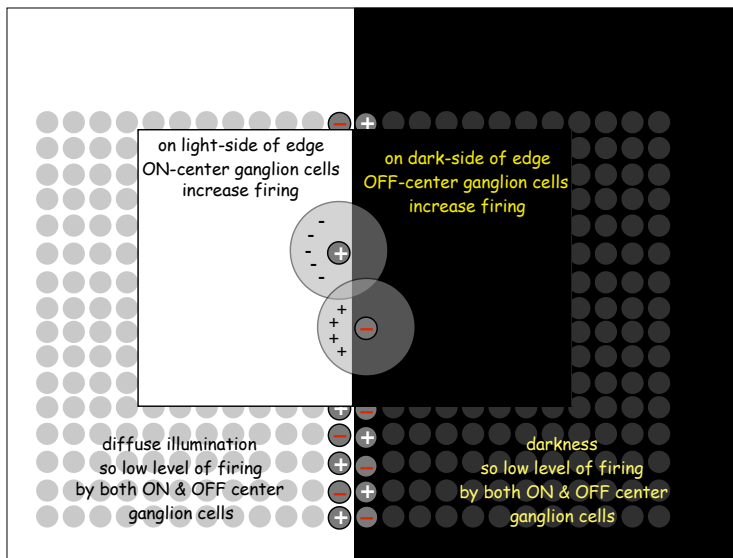 on light-side of edge
ON-center ganglion cells
increase firing
on dark-side of edge
OFF-center ganglion cells
increase firing
diffuse illumination
so low level of firing
by both ON & OFF center
ganglion cells
darkness
so low level of firing
by both ON & OFF center
ganglion cells